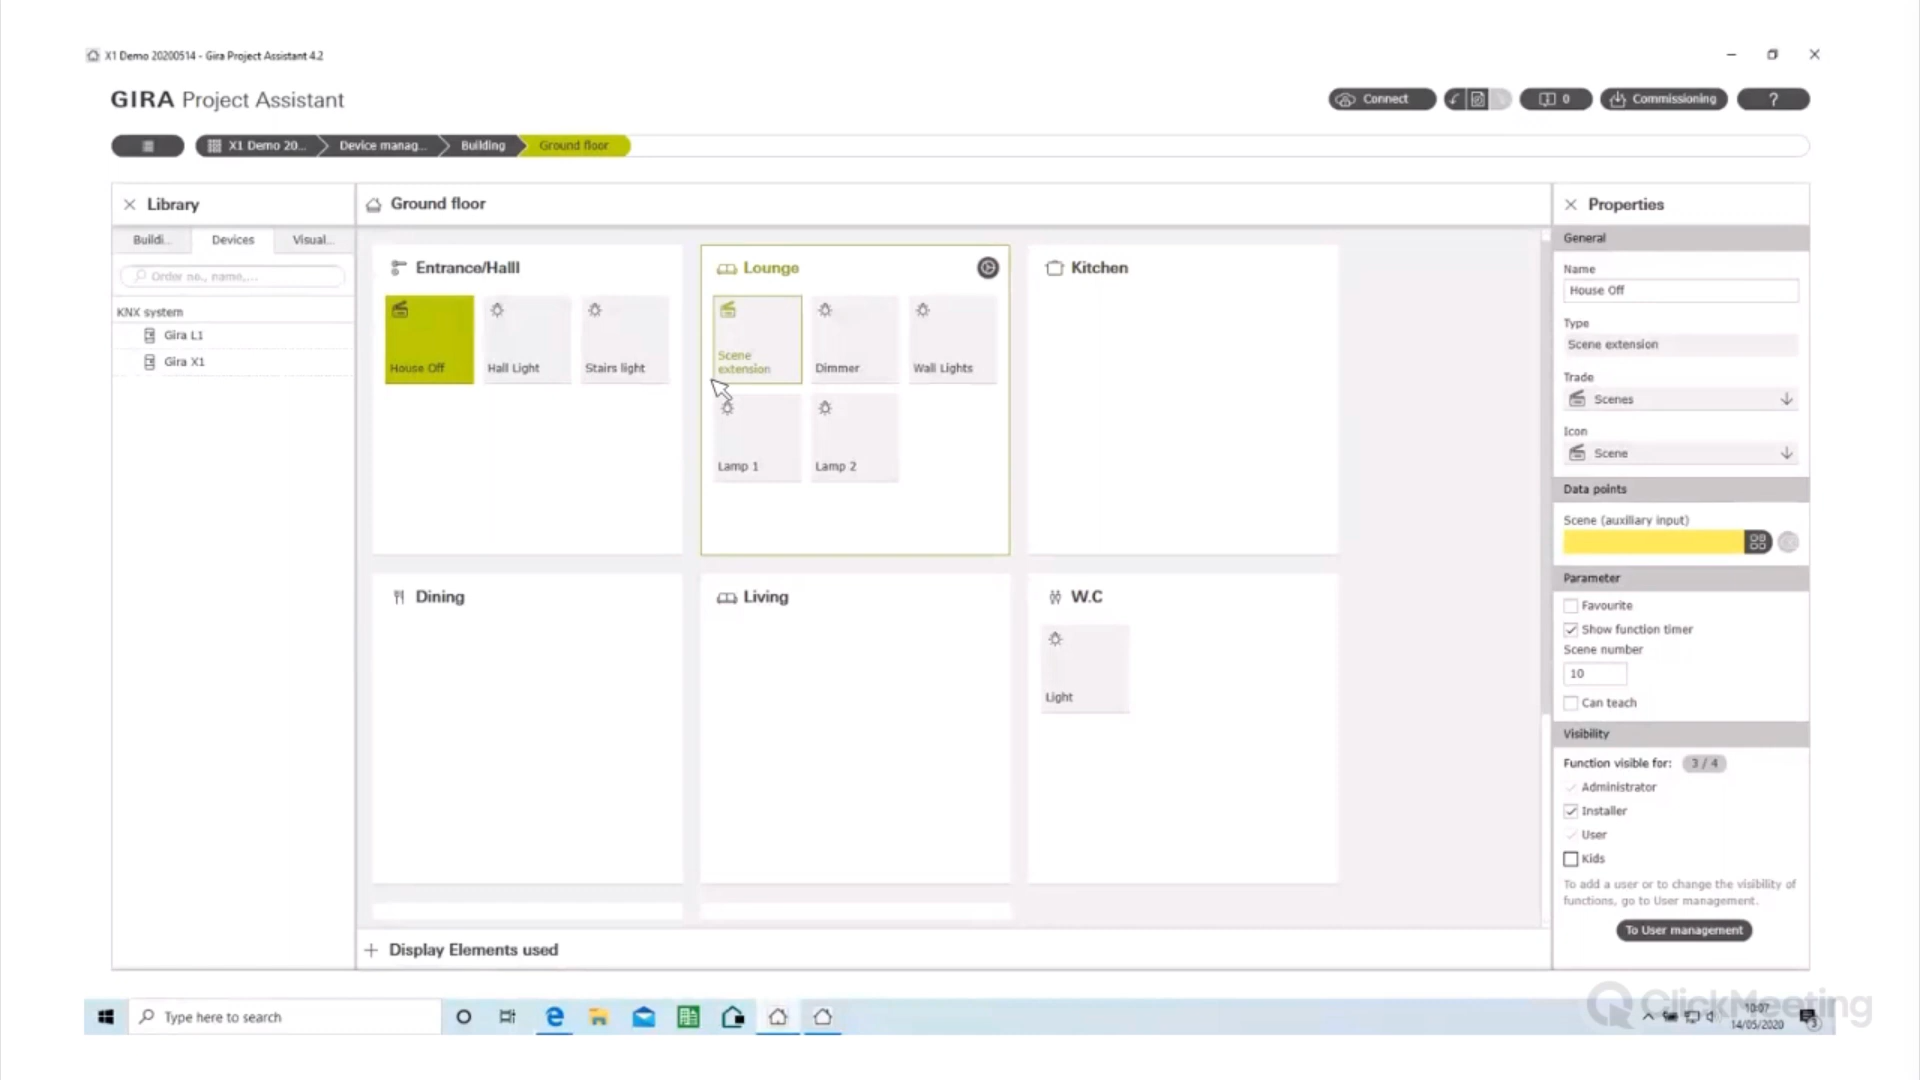 X1 Demo 20200514 - Gira Project Assistant 4.2
GIRA Project Assistant
Connect
0
Commissioning
?
X1 Demo 20...
Device manag...
Building
Ground floor
Library
Buildi...
Devices
Visual...
Order no., name,...
KNX system
Gira L1
Gira X1
Ground floor
Entrance/Halll
House Off
Hall Light
Stairs light
Lounge
Scene
extension
Dimmer
Wall Lights
Lamp 1
Lamp 2
Kitchen
Dining
Living
W.C
Light
Display Elements used
Properties
General
Name
House Off
Type
Scene extension
Trade
Scenes
Icon
Scene
Data points
Scene (auxiliary input)
Parameter
Favourite
Show function timer
Scene number
10
Can teach
Visibility
Function visible for: 3 / 4
Administrator
Installer
User
Kids
To add a user or to change the visibility of
functions, go to User management.
To User management
Type here to search
ClickMeeting
10:07
14/05/2020
3